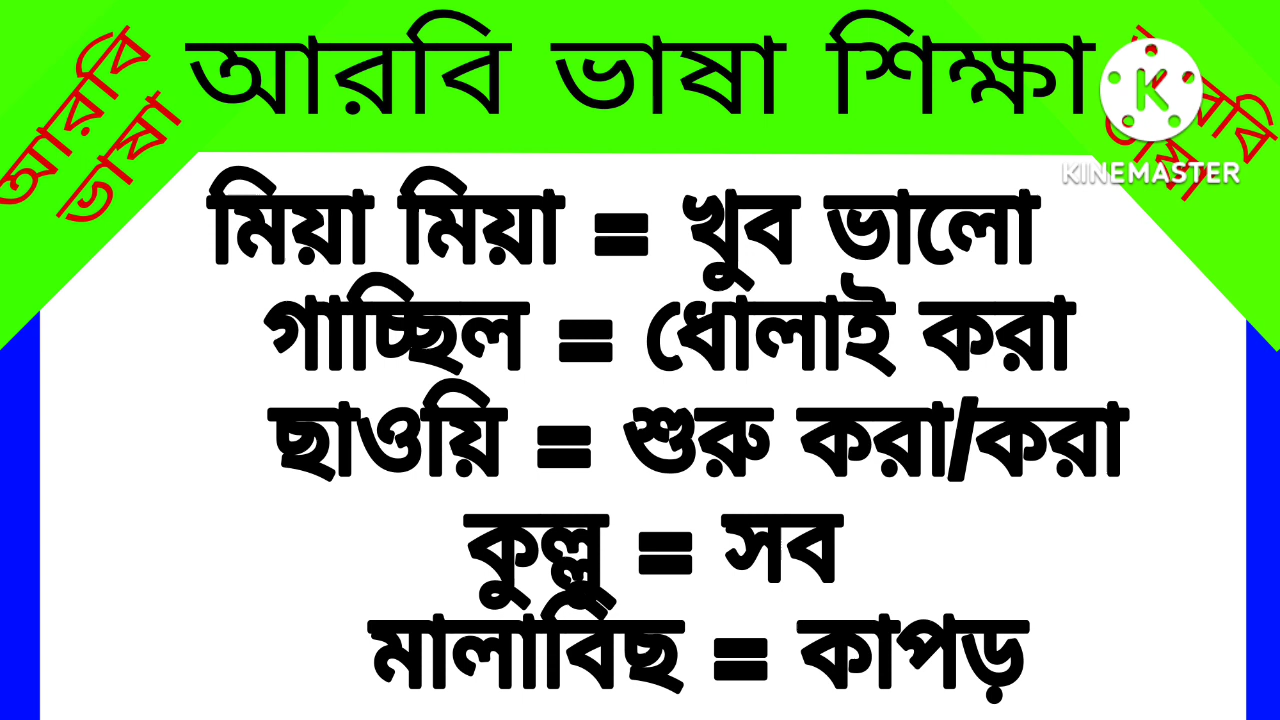 আরবি ভাষা শিক্ষা
আরবি
ভাষা
KINEMASTER
মিয়া মিয়া = খুব ভালো
গাচ্ছিল = ধোলাই করা
ছাওয়ি = শুরু করা/করা
কুল্লু = সব
মালাবিছ = কাপড়